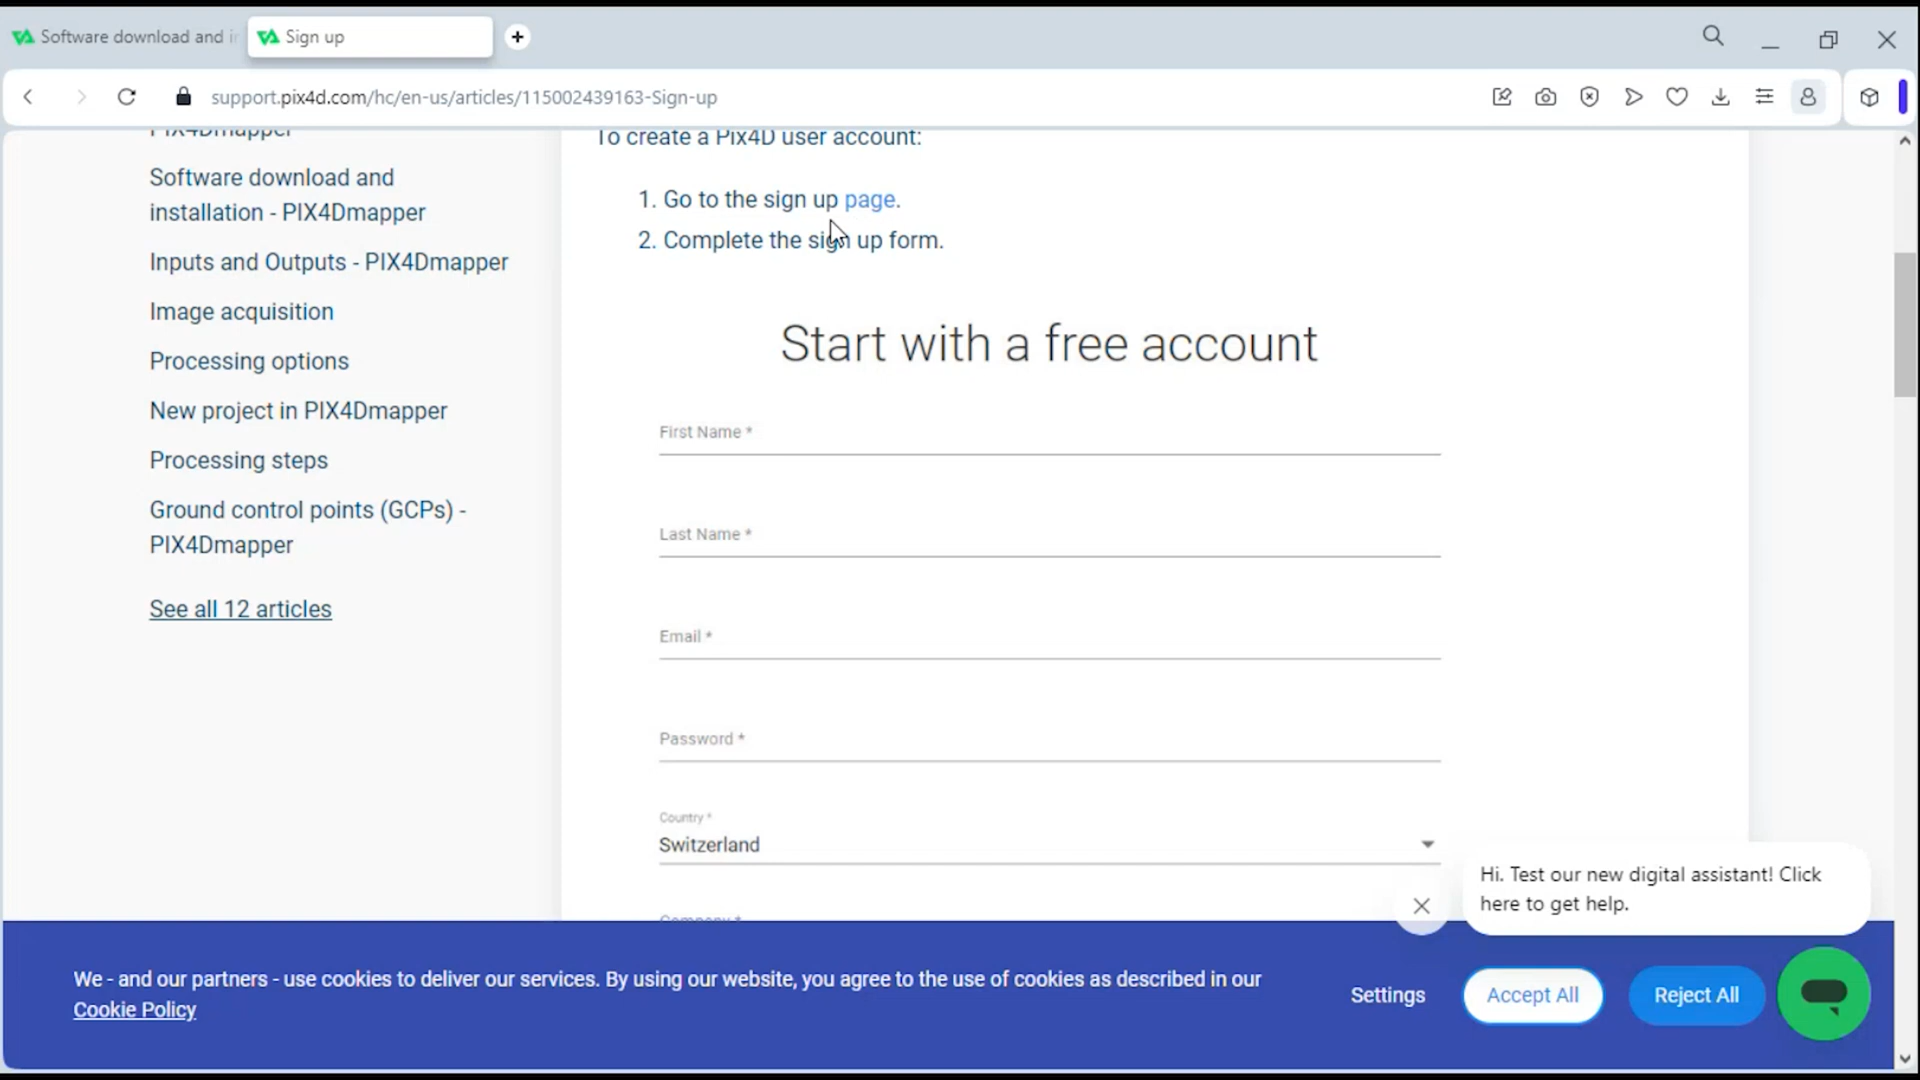 Software download and i
Sign up
support.pix4d.com/hc/en-us/articles/115002439163-Sign-up
PIX4Dmapper
Software download and
installation - PIX4Dmapper
Inputs and Outputs - PIX4Dmapper
Image acquisition
Processing options
New project in PIX4Dmapper
Processing steps
Ground control points (GCPs) -
PIX4Dmapper
See all 12 articles
To create a Pix4D user account:
1. Go to the sign up page.
2. Complete the sign up form.
Start with a free account
First Name *
Last Name *
Email *
Password *
Country *
Switzerland
Company *
Hi. Test our new digital assistant! Click
here to get help.
We - and our partners - use cookies to deliver our services. By using our website, you agree to the use of cookies as described in our
Cookie Policy
Settings
Accept All
Reject All